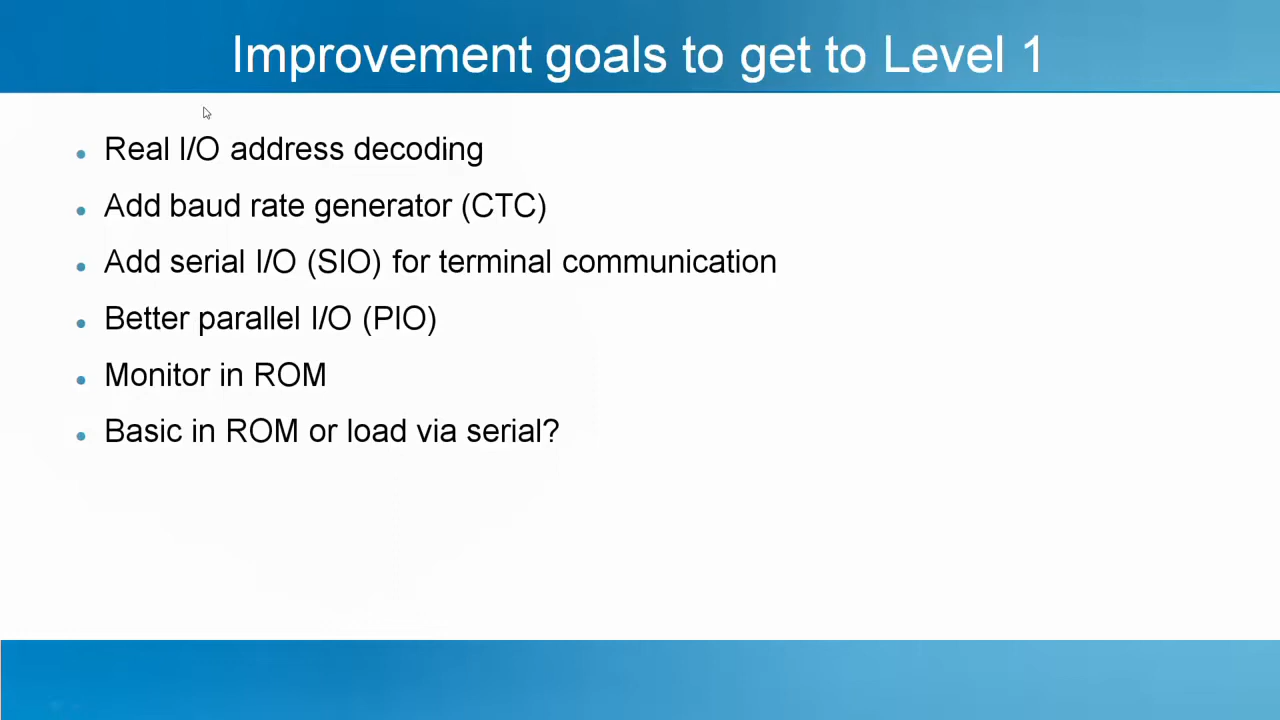 Improvement goals to get to Level 1
Real I/O address decoding
Add baud rate generator (CTC)
Add serial I/O (SIO) for terminal communication
Better parallel I/O (PIO)
Monitor in ROM
Basic in ROM or load via serial?